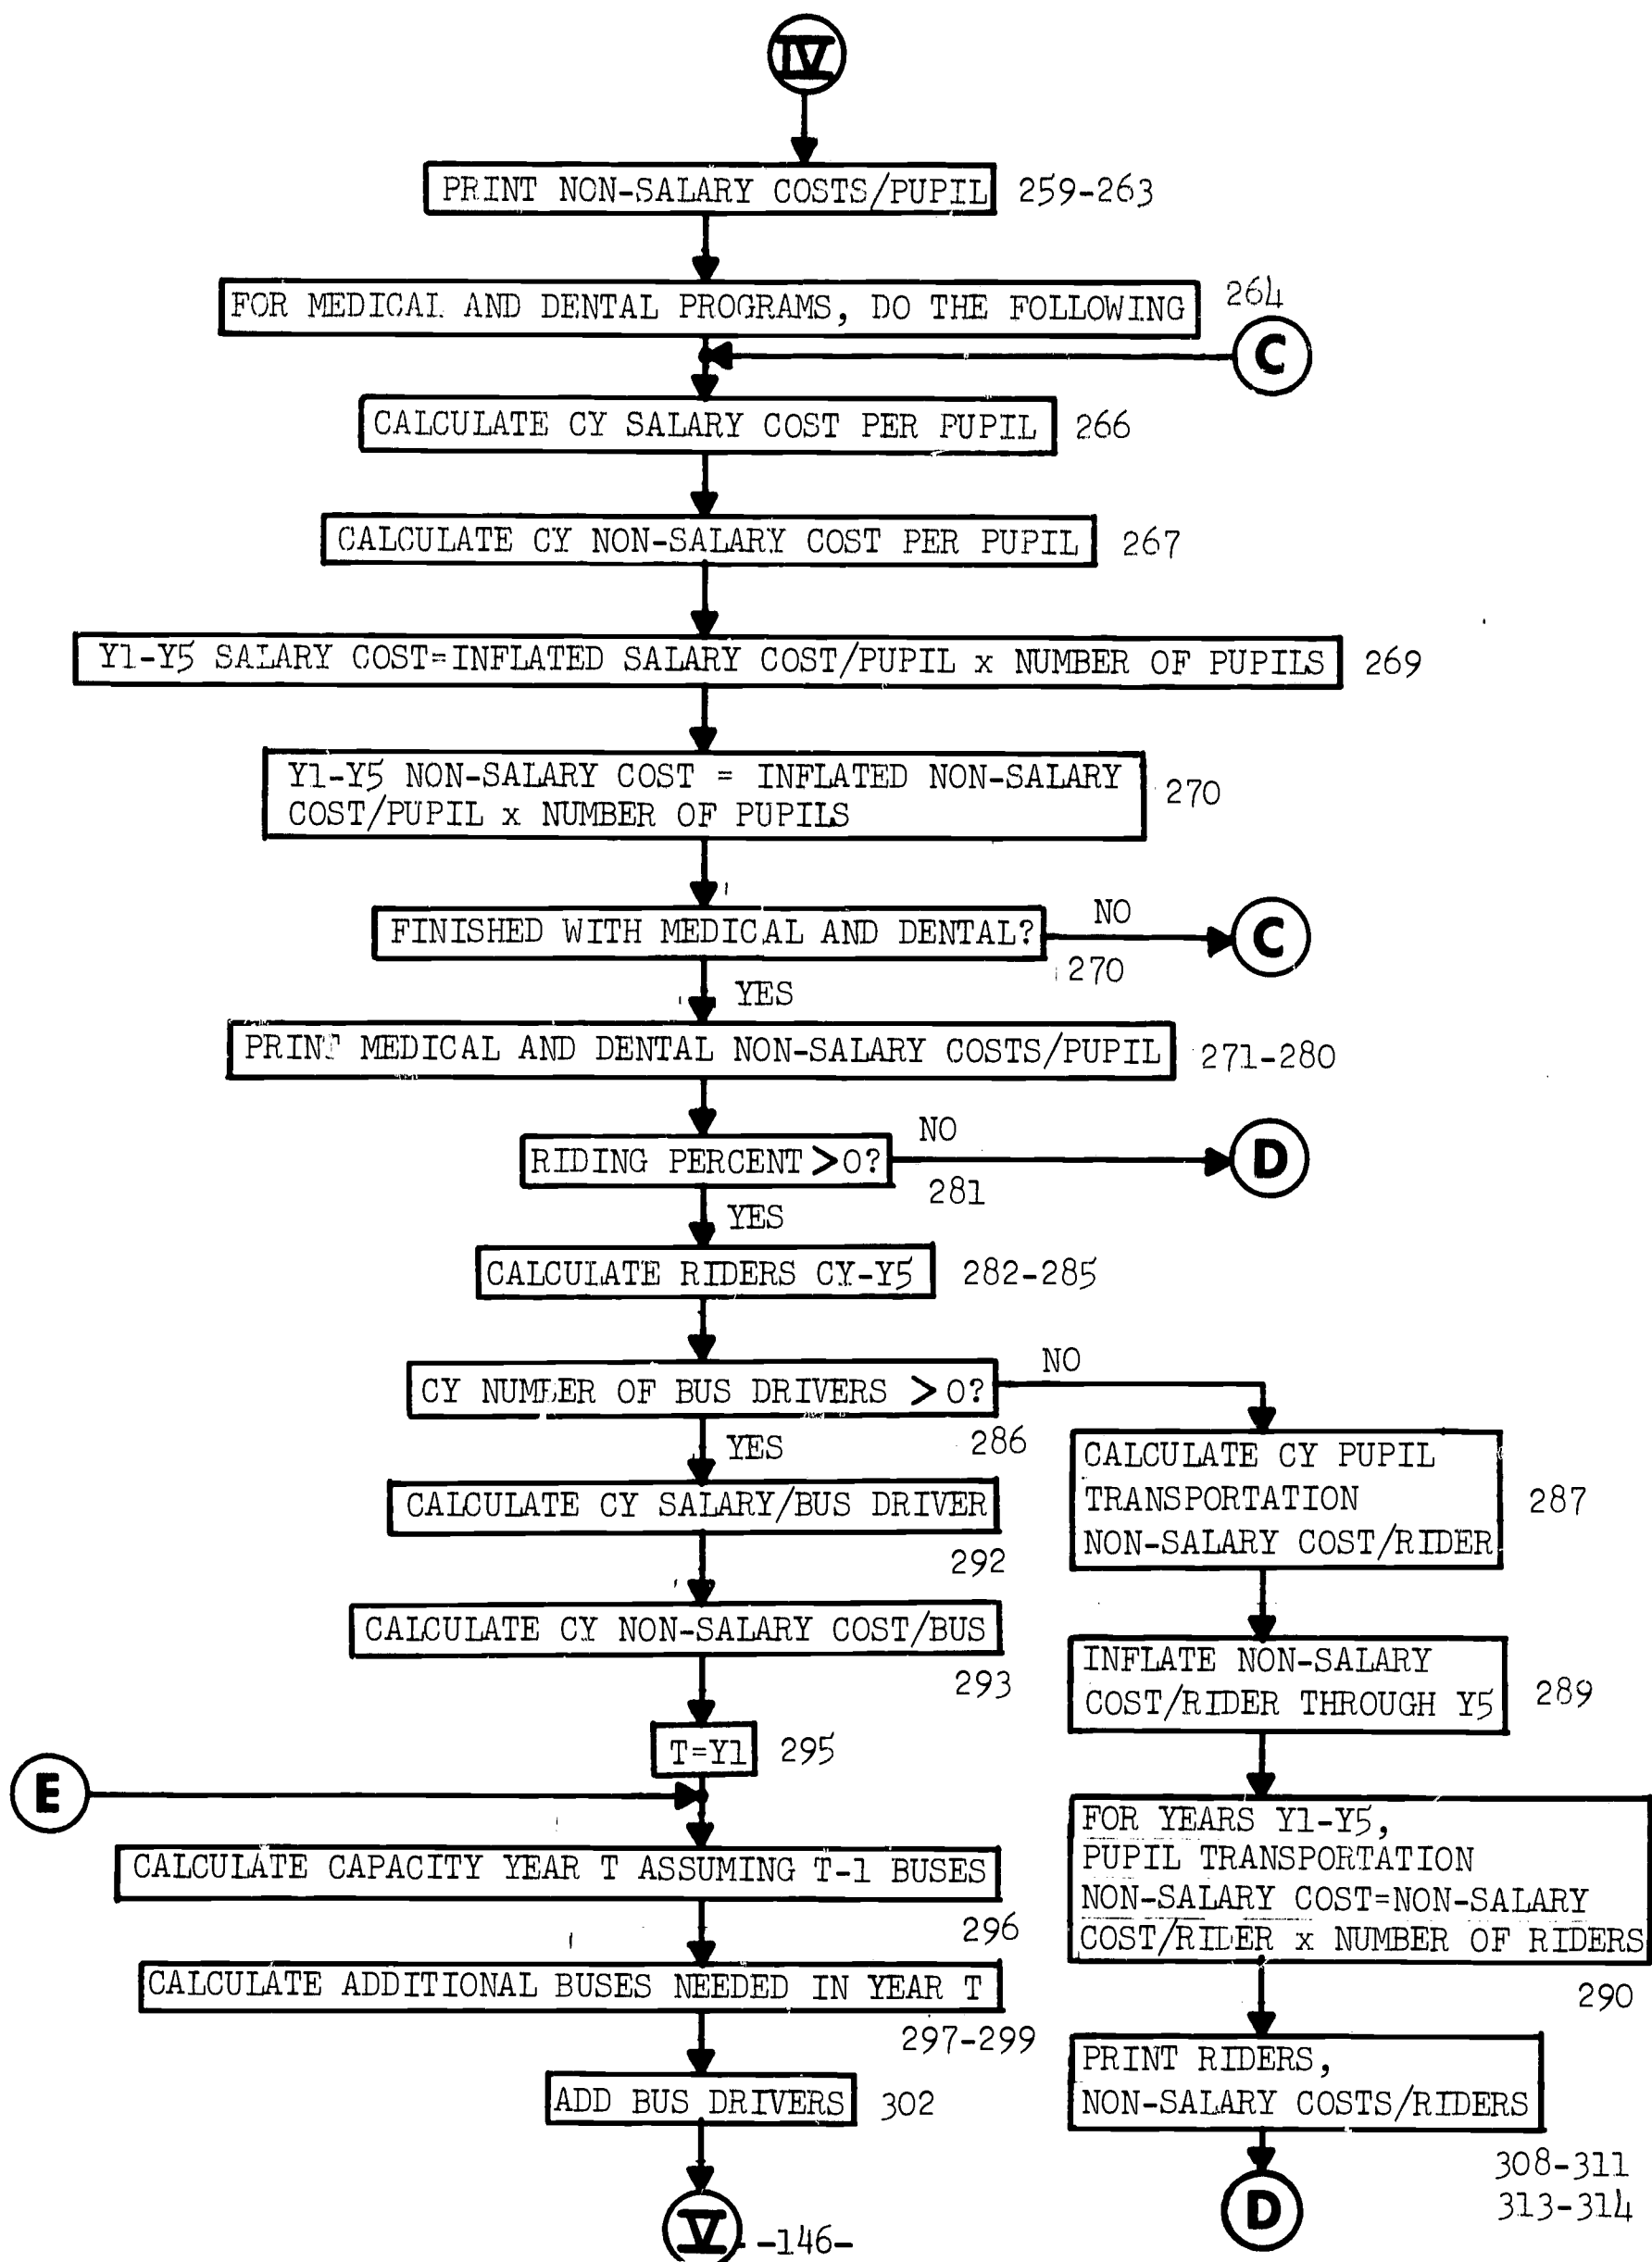 IV
PRINT NON-SALARY COSTS/PUPIL 259-263
FOR MEDICAL AND DENTAL PROGRAMS, DO THE FOLLOWING 264
C
CALCULATE CY SALARY COST PER PUPIL 266
CALCULATE CY NON-SALARY COST PER PUPIL 267
Y1-Y5 SALARY COST=INFLATED SALARY COST/PUPIL x NUMBER OF PUPILS 269
Y1-Y5 NON-SALARY COST = INFLATED NON-SALARY
COST/PUPIL x NUMBER OF PUPILS
270
FINISHED WITH MEDICAL AND DENTAL? NO C
270
YES
PRINT MEDICAL AND DENTAL NON-SALARY COSTS/PUPIL 271-280
RIDING PERCENT >0? NO D
281
YES
CALCULATE RIDERS CY-Y5 282-285
CY NUMBER OF BUS DRIVERS >0? NO
286
YES
CALCULATE CY SALARY/BUS DRIVER
292
CALCULATE CY NON-SALARY COST/BUS
293
T=Y1 295
E
CALCULATE CAPACITY YEAR T ASSUMING T-1 BUSES
296
CALCULATE ADDITIONAL BUSES NEEDED IN YEAR T
297-299
ADD BUS DRIVERS 302
V
CALCULATE CY PUPIL
TRANSPORTATION
NON-SALARY COST/RIDER
287
INFLATE NON-SALARY
COST/RIDER THROUGH Y5
289
FOR YEARS Y1-Y5,
PUPIL TRANSPORTATION
NON-SALARY COST=NON-SALARY
COST/RIDER x NUMBER OF RIDERS
290
PRINT RIDERS,
NON-SALARY COSTS/RIDERS
308-311
313-314
D
-146-